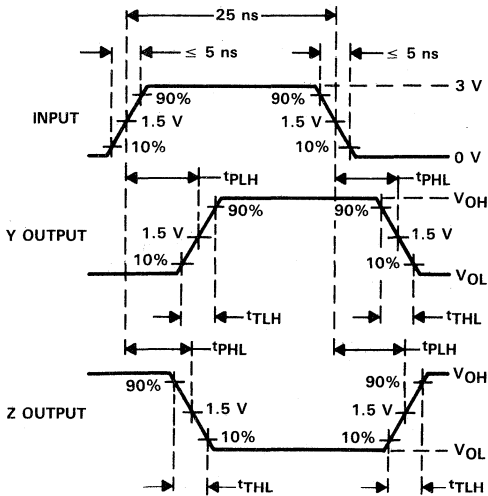 25 ns
≤ 5 ns ≤ 5 ns
90% 90% 3 V
INPUT 1.5 V 1.5 V
10% 10% 0 V
tPLH tPHL
90% 90% VOH
Y OUTPUT 1.5 V 1.5 V
10% 10% VOL
tTLH tTHL
tPHL tPLH
90% 90% VOH
Z OUTPUT 1.5 V 1.5 V
10% 10% VOL
tTHL tTLH